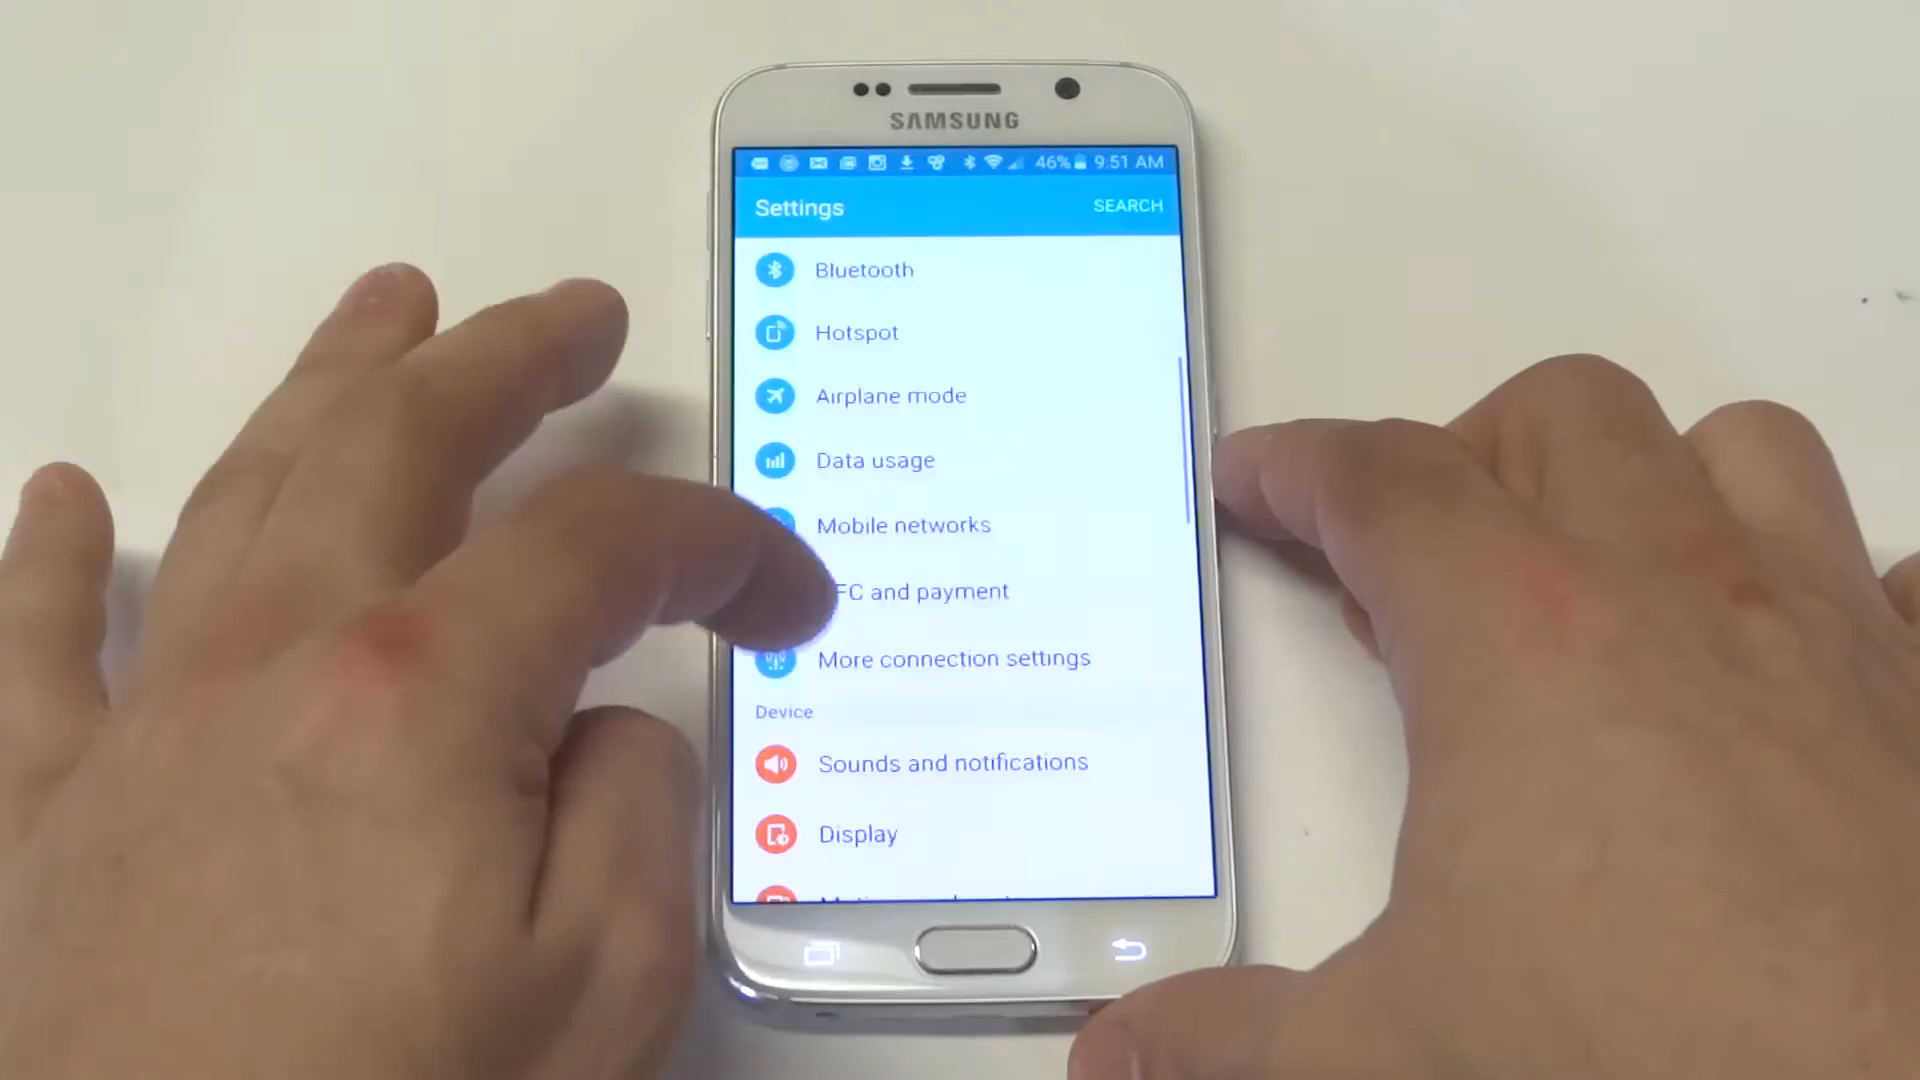 SAMSUNG
46% 9:51 AM
Settings SEARCH
Bluetooth
Hotspot
Airplane mode
Data usage
Mobile networks
FC and payment
More connection settings
Device
Sounds and notifications
Display